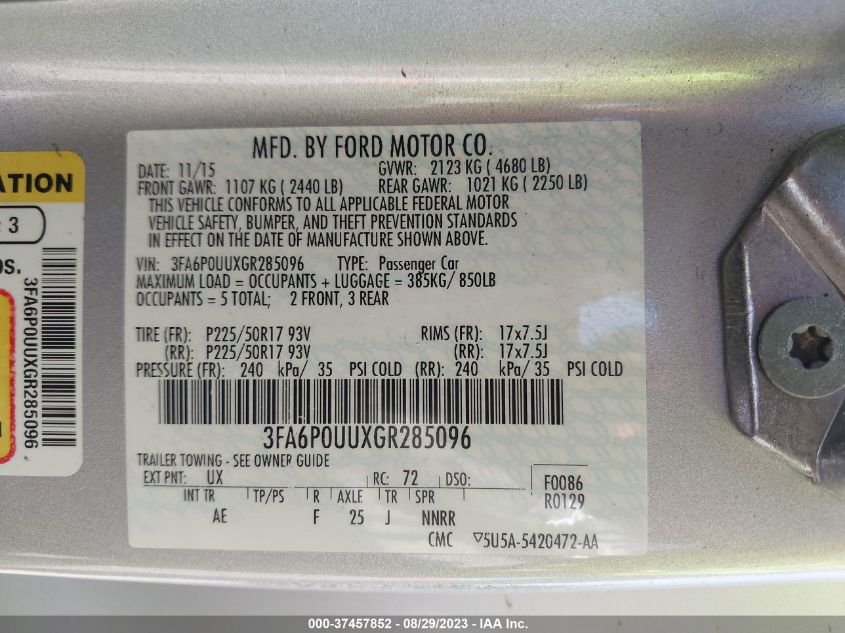 ATION
: 3
OS.
3FA6P0UUXGR285096
MFD. BY FORD MOTOR CO.
DATE: 11/15 GVWR: 2123 KG ( 4680 LB)
FRONT GAWR: 1107 KG ( 2440 LB) REAR GAWR: 1021 KG ( 2250 LB)
THIS VEHICLE CONFORMS TO ALL APPLICABLE FEDERAL MOTOR
VEHICLE SAFETY, BUMPER, AND THEFT PREVENTION STANDARDS
IN EFFECT ON THE DATE OF MANUFACTURE SHOWN ABOVE.
VIN: 3FA6P0UUXGR285096 TYPE: Passenger Car
MAXIMUM LOAD = OCCUPANTS + LUGGAGE = 385KG/ 850LB
OCCUPANTS = 5 TOTAL; 2 FRONT, 3 REAR
TIRE (FR): P225/50R17 93V RIMS (FR): 17x7.5J
(RR): P225/50R17 93V (RR): 17x7.5J
PRESSURE (FR): 240 kPa/ 35 PSI COLD (RR): 240 kPa/ 35 PSI COLD
3FA6P0UUXGR285096
TRAILER TOWING - SEE OWNER GUIDE
EXT PNT: UX RC: 72 DSO: F0086
R0129
INT TR TP/PS R AXLE TR SPR
AE F 25 J NNRR
CMC ▽5U5A-5420472-AA
000-37457852 / 08/29/2023 - IAA Inc.